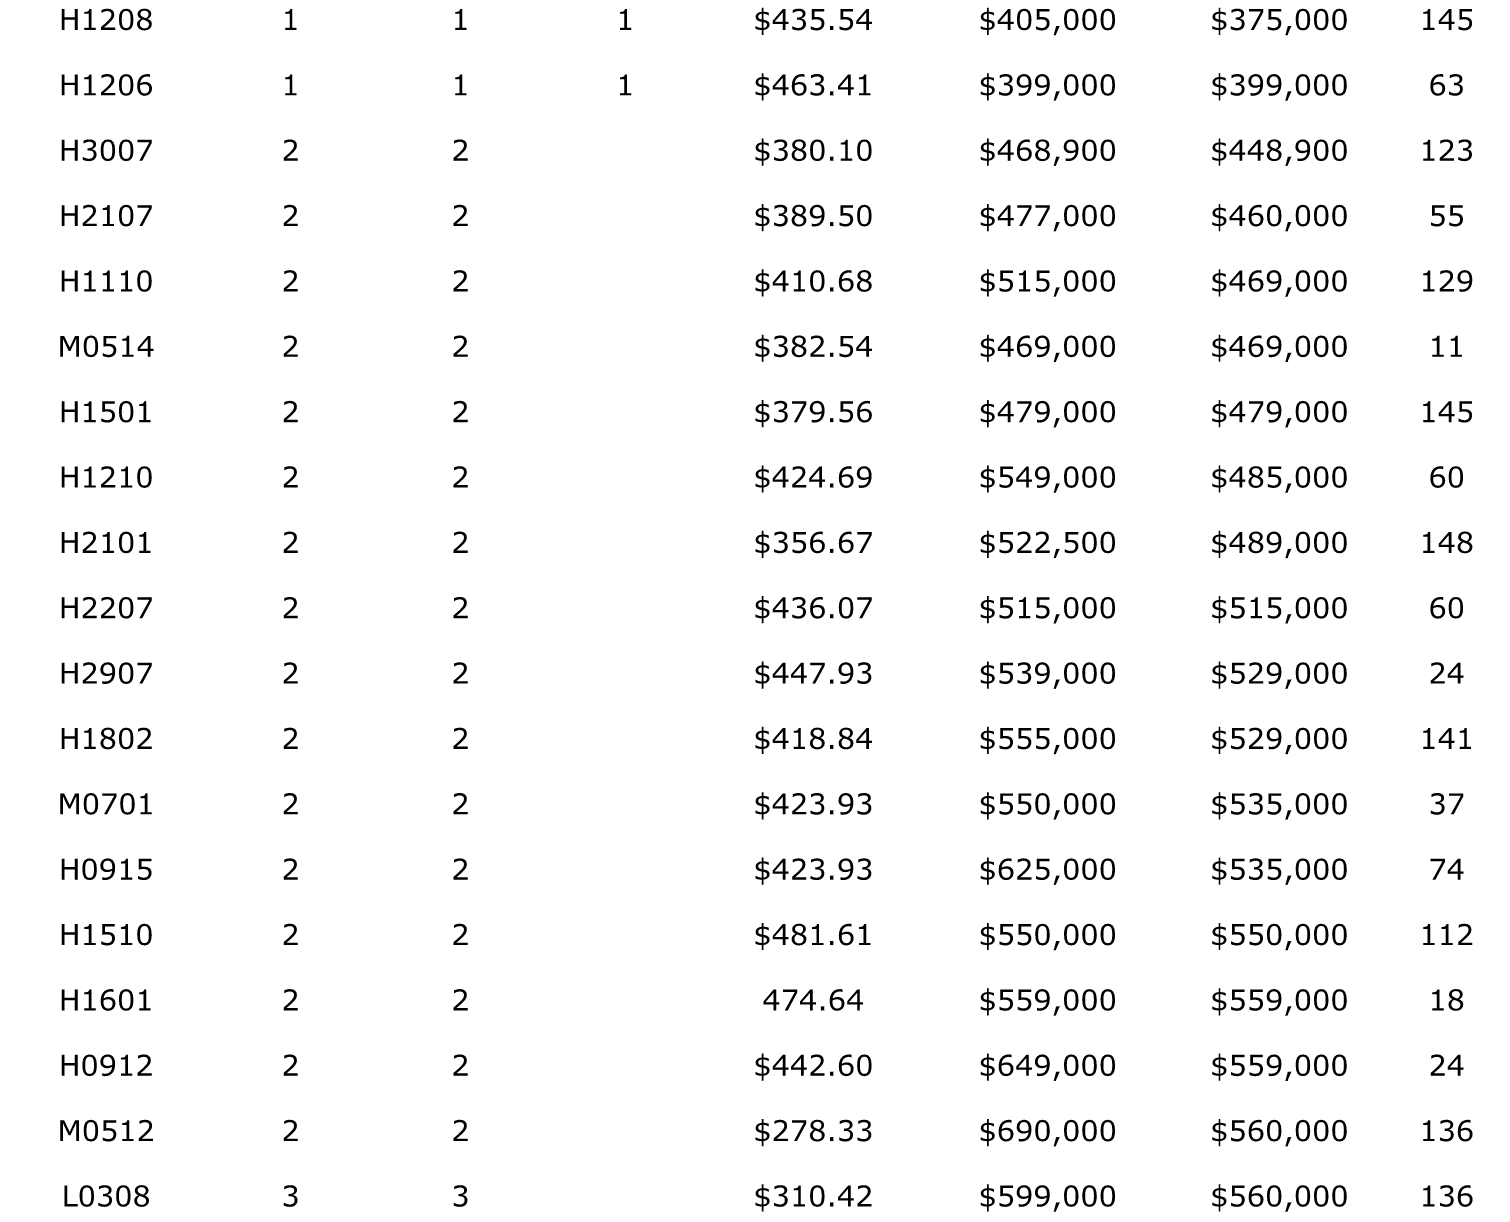 H1208 1 1 1 $435.54 $405,000 $375,000 145
H1206 1 1 1 $463.41 $399,000 $399,000 63
H3007 2 2 $380.10 $468,900 $448,900 123
H2107 2 2 $389.50 $477,000 $460,000 55
H1110 2 2 $410.68 $515,000 $469,000 129
M0514 2 2 $382.54 $469,000 $469,000 11
H1501 2 2 $379.56 $479,000 $479,000 145
H1210 2 2 $424.69 $549,000 $485,000 60
H2101 2 2 $356.67 $522,500 $489,000 148
H2207 2 2 $436.07 $515,000 $515,000 60
H2907 2 2 $447.93 $539,000 $529,000 24
H1802 2 2 $418.84 $555,000 $529,000 141
M0701 2 2 $423.93 $550,000 $535,000 37
H0915 2 2 $423.93 $625,000 $535,000 74
H1510 2 2 $481.61 $550,000 $550,000 112
H1601 2 2 474.64 $559,000 $559,000 18
H0912 2 2 $442.60 $649,000 $559,000 24
M0512 2 2 $278.33 $690,000 $560,000 136
L0308 3 3 $310.42 $599,000 $560,000 136